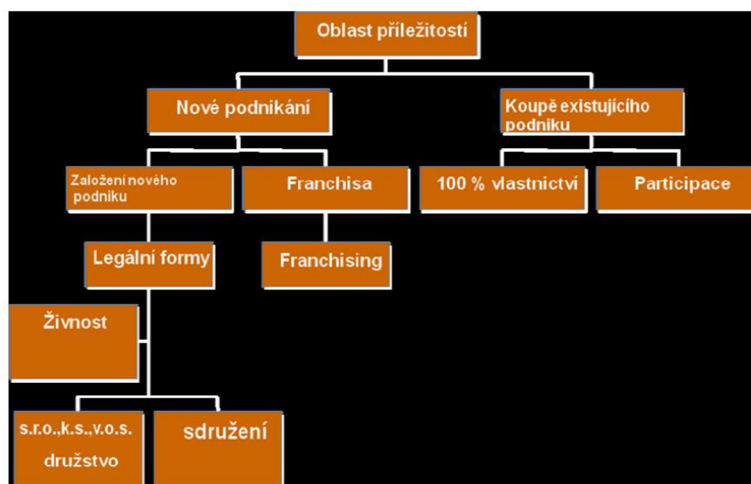 Oblast příležitostí
Nové podnikání
Koupě existujícího
podniku
Založení nového
podniku
Franchisa
100 % vlastnictví
Participace
Legální formy
Franchising
Živnost
s.r.o.,k.s.,v.o.s.
družstvo
sdružení